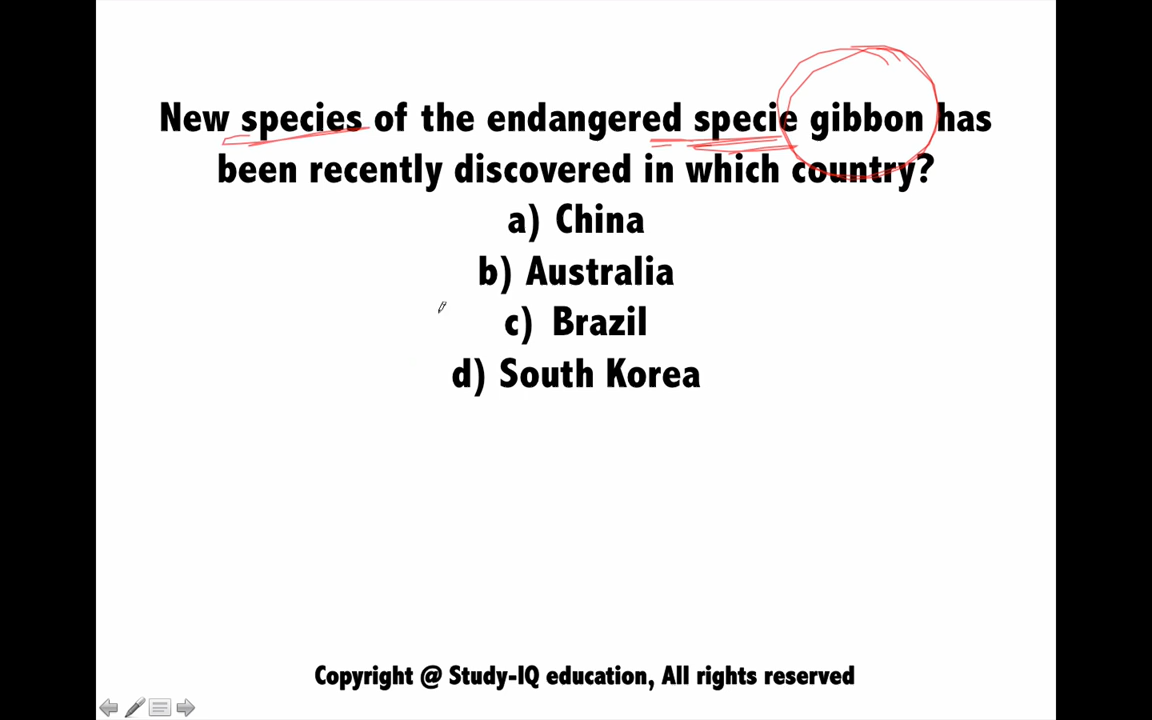 New species of the endangered specie gibbon has
been recently discovered in which country?
a) China
b) Australia
c) Brazil
d) South Korea
Copyright @ Study-IQ education, All rights reserved